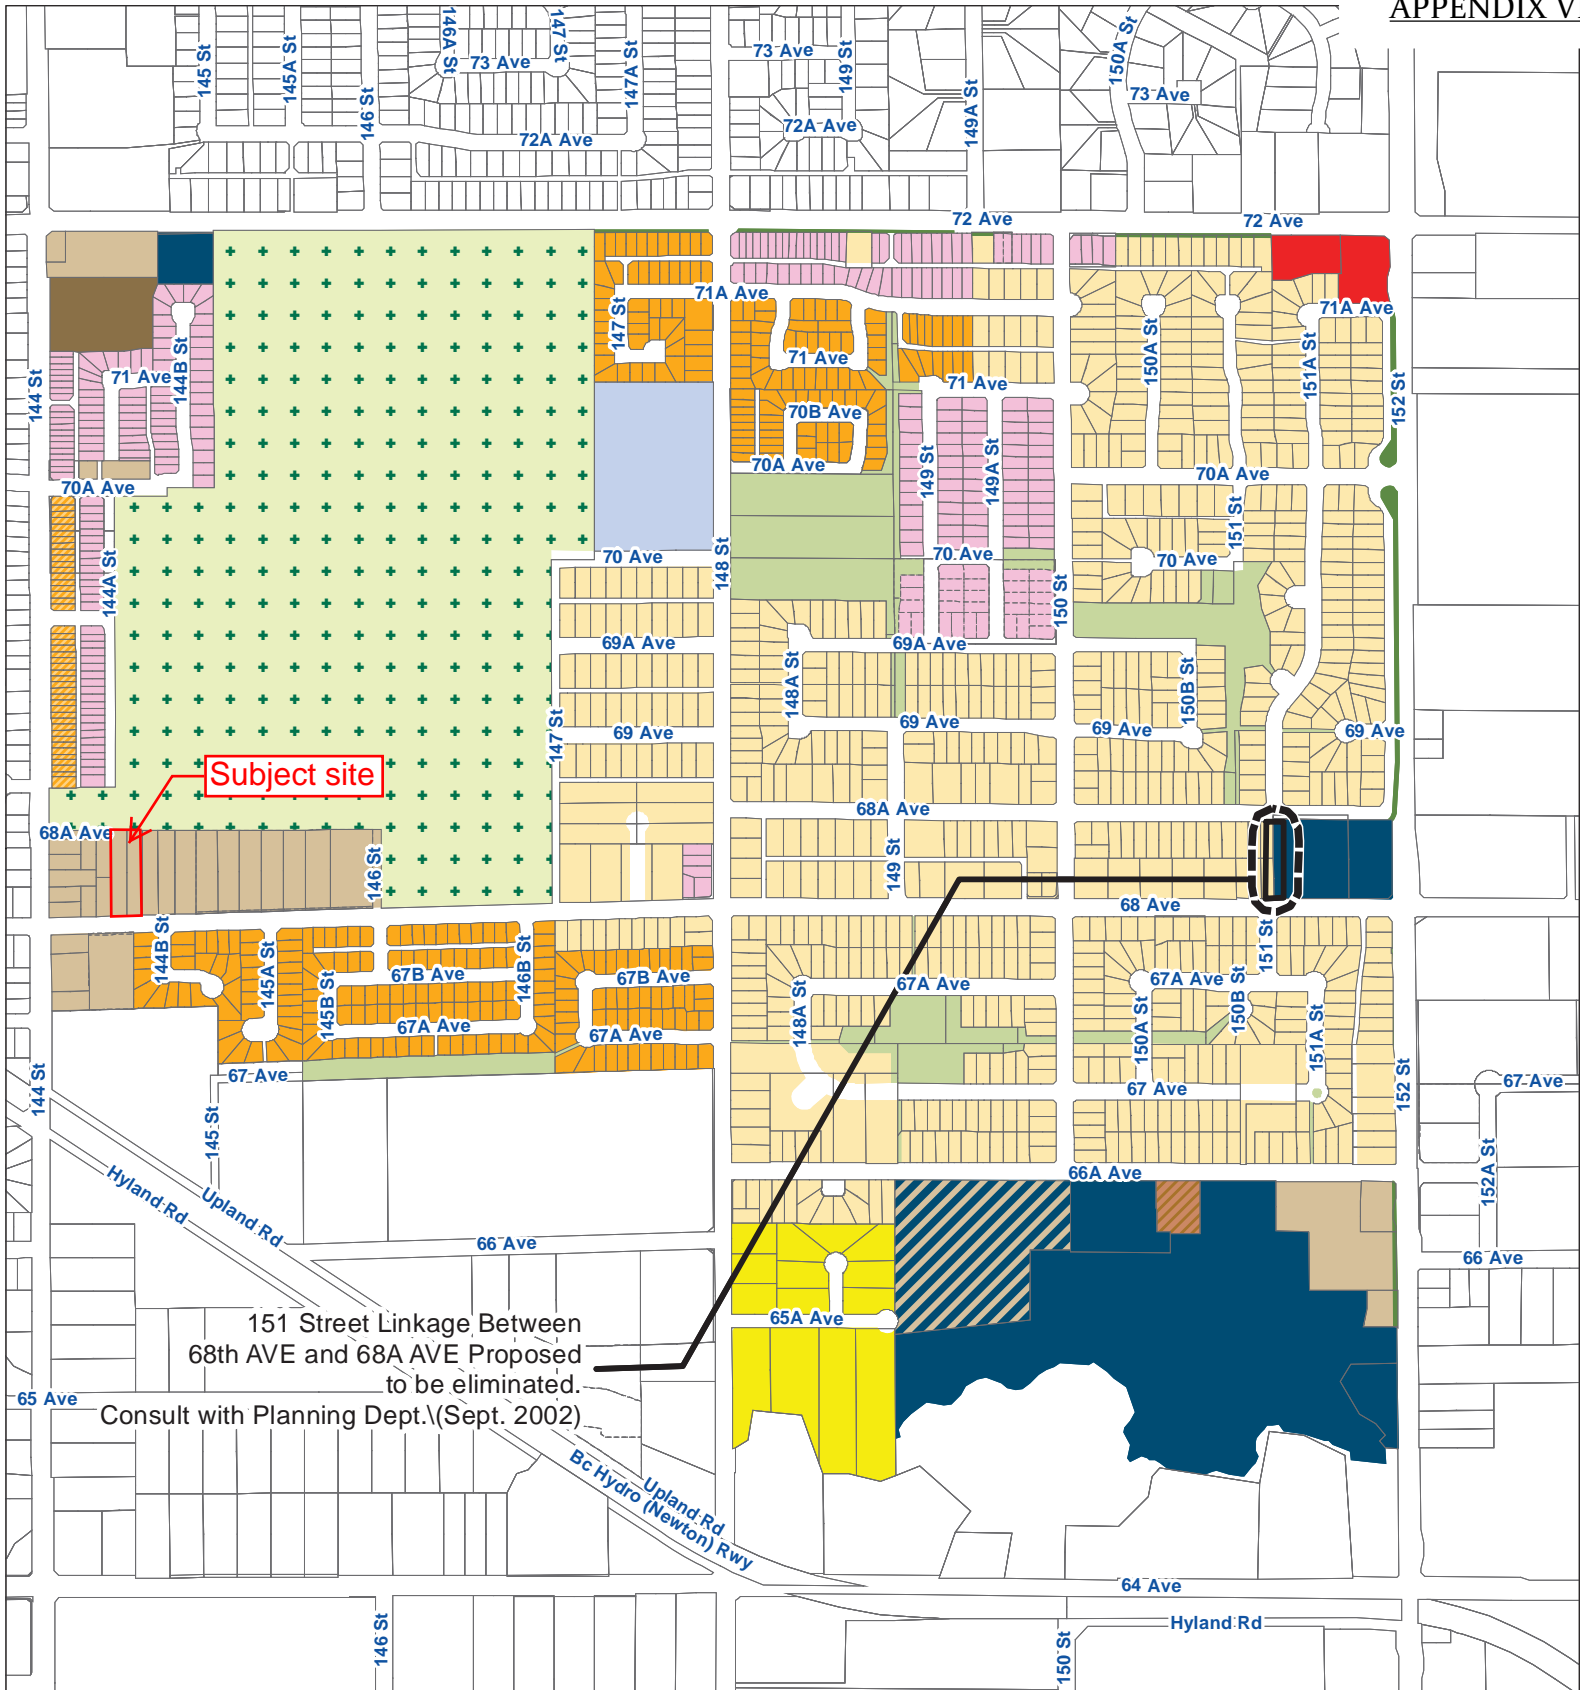 APPENDIX V
145 St
145A St
146 St
146A St
73 Ave
147 St
147A St
72A Ave
73 Ave
149 St
72A Ave
149A St
150A St
73 Ave
72 Ave
72 Ave
71A Ave
147 St
71 Ave
71 Ave
70B Ave
70A Ave
149 St
149A St
150A St
151A St
71A Ave
152 St
144 St
71 Ave
144B St
70A Ave
144A St
70A Ave
151 St
70 Ave
148 St
70 Ave
70 Ave
150 St
69A Ave
69A Ave
148A St
150B St
147 St
69 Ave
69 Ave
69 Ave
69 Ave
Subject site
68A Ave
68A Ave
146 St
149 St
68 Ave
151 St
144B St
145A St
145B St
67B Ave
146B St
67B Ave
67A Ave
67A Ave
67A Ave
148A St
67A Ave
150A St
150B St
151A St
67 Ave
67 Ave
67 Ave
144 St
145 St
152 St
152A St
66A Ave
Hyland Rd
Upland Rd
66 Ave
66 Ave
65A Ave
151 Street Linkage Between
68th AVE and 68A AVE Proposed
to be eliminated.
Consult with Planning Dept.\(Sept. 2002)
65 Ave
Upland Rd
Bc Hydro (Newton) Rwy
64 Ave
Hyland Rd
146 St
150 St